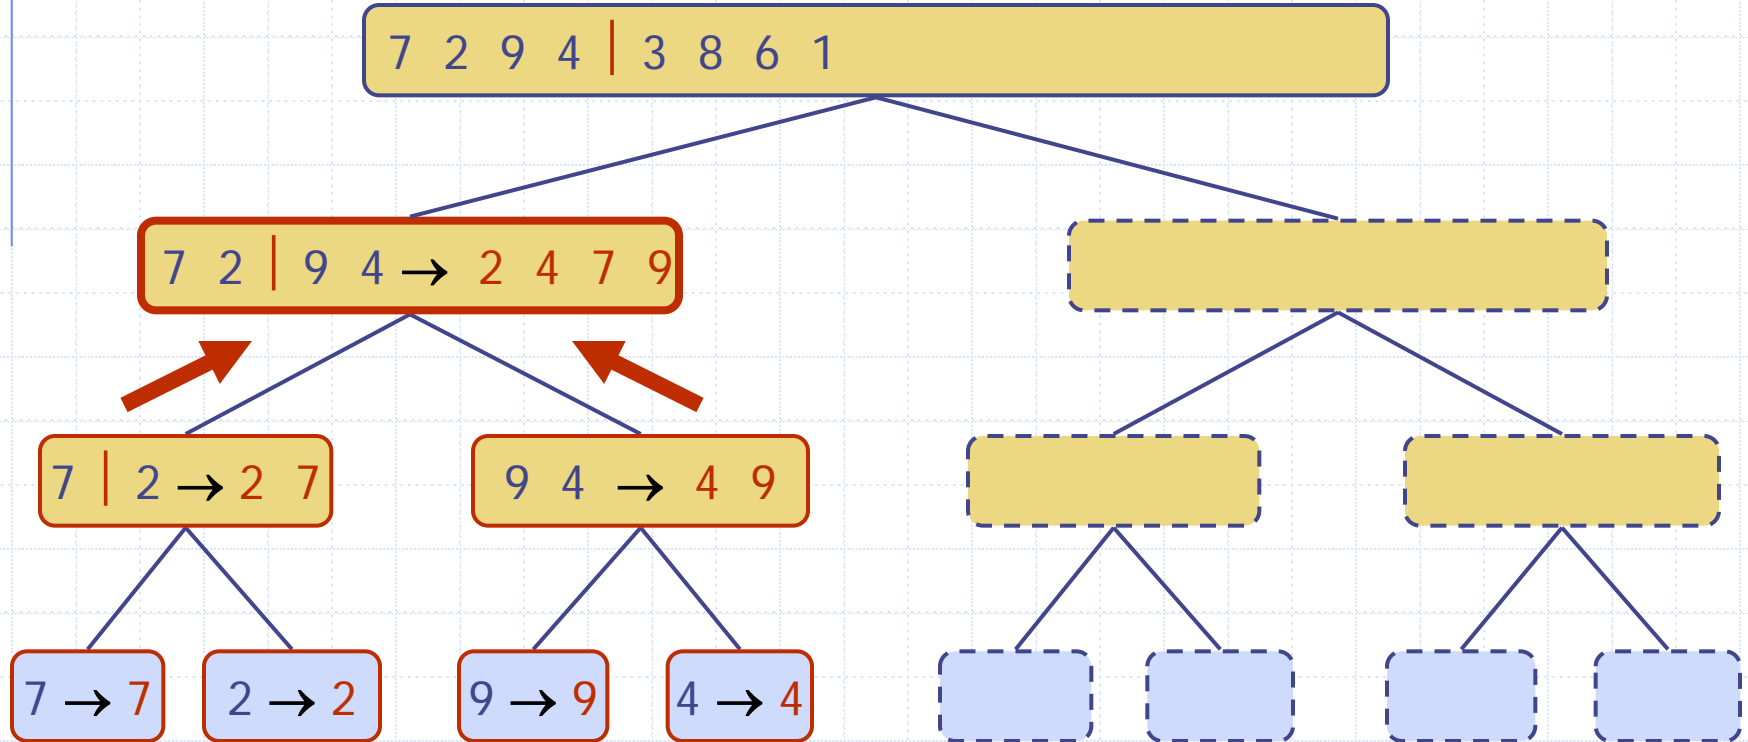 7 2 9 4 | 3 8 6 1
7 2 | 9 4 → 2 4 7 9
7 | 2 → 2 7
9 4 → 4 9
7 → 7
2 → 2
9 → 9
4 → 4